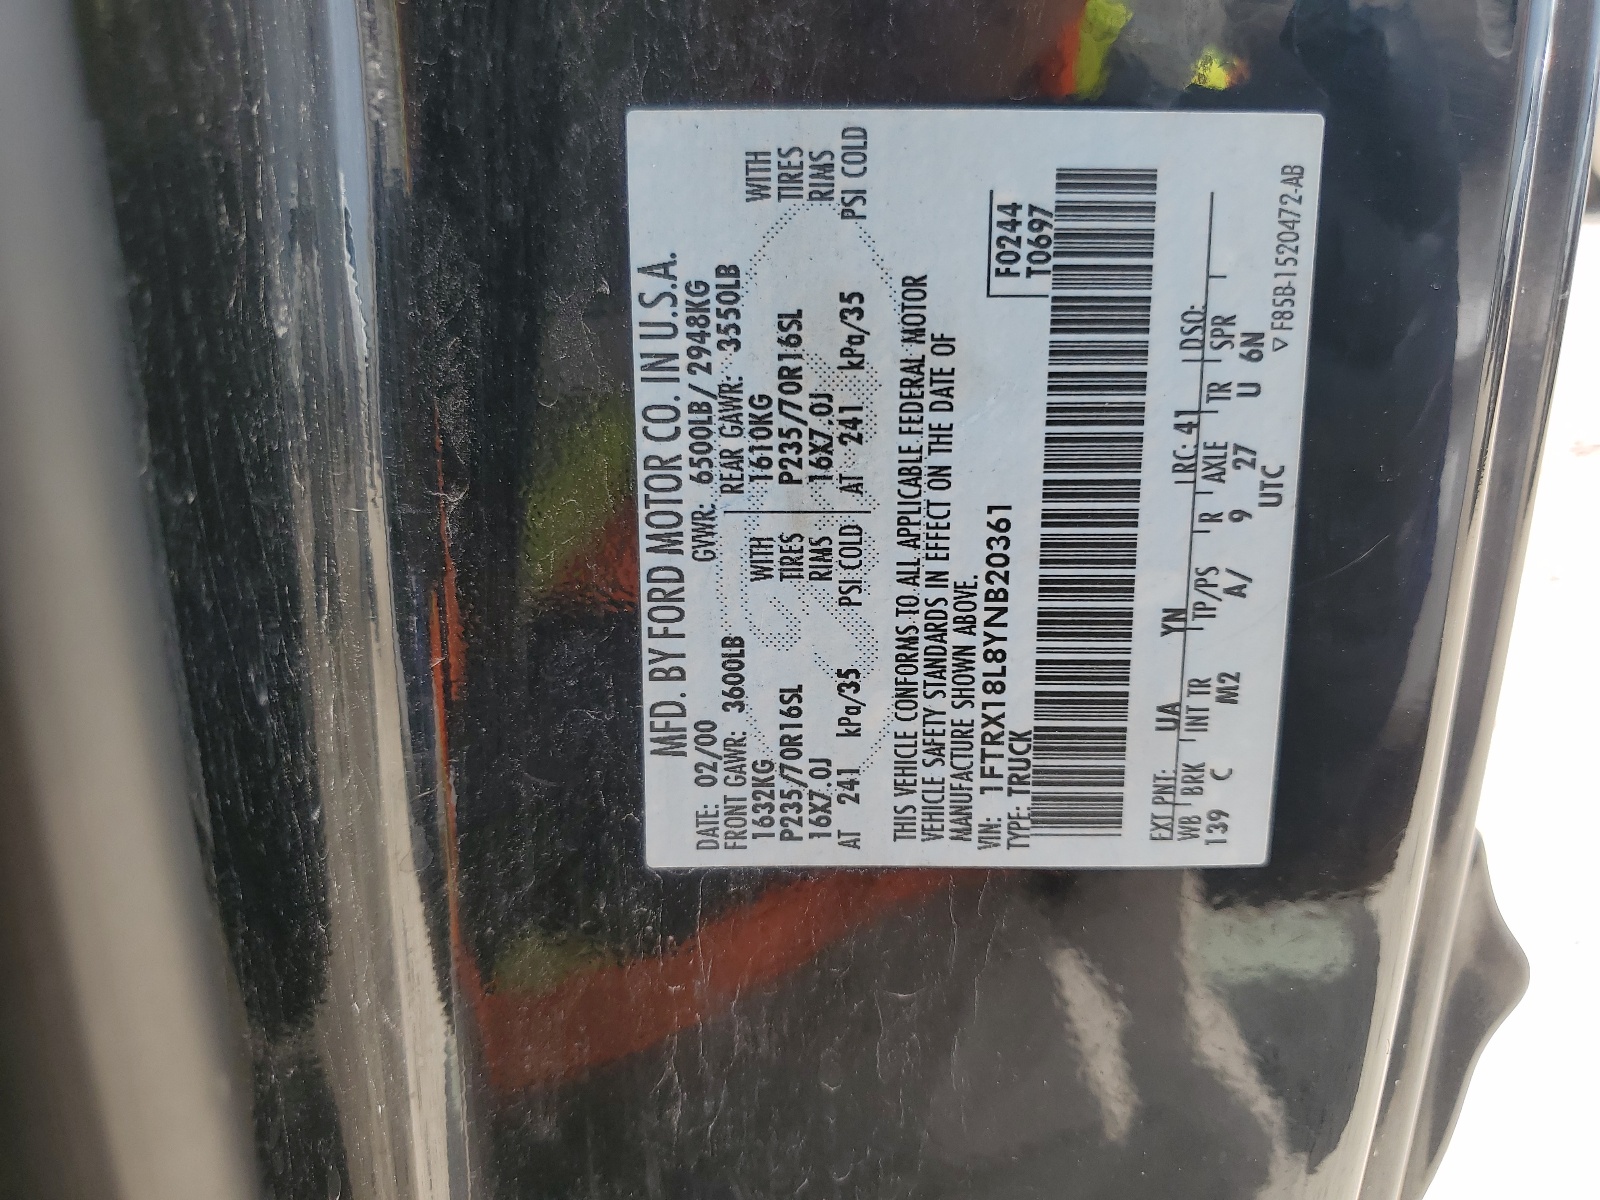 MFD. BY FORD MOTOR CO. IN U.S.A.
DATE: 02/00 GVWR: 6500LB / 2948KG
FRONT GAWR: 3600LB REAR GAWR: 3550LB
1632KG WITH 1610KG WITH
P235/70R16SL TIRES P235/70R16SL TIRES
16X7.0J RIMS 16X7.0J RIMS
AT 241 kPa/35 PSI COLD AT 241 kPa/35 PSI COLD
THIS VEHICLE CONFORMS TO ALL APPLICABLE FEDERAL MOTOR
VEHICLE SAFETY STANDARDS IN EFFECT ON THE DATE OF
MANUFACTURE SHOWN ABOVE.
VIN: 1FTRX18L8YNB20361 F0244
TYPE: TRUCK T0697
EXT PNT: UA YN RC: 41 DSO:
WB BRK INT TR TP/PS R AXLE TR SPR
139 C M2 A/ 9 27 U 6N
UTC
▽ F85B-1520472-AB